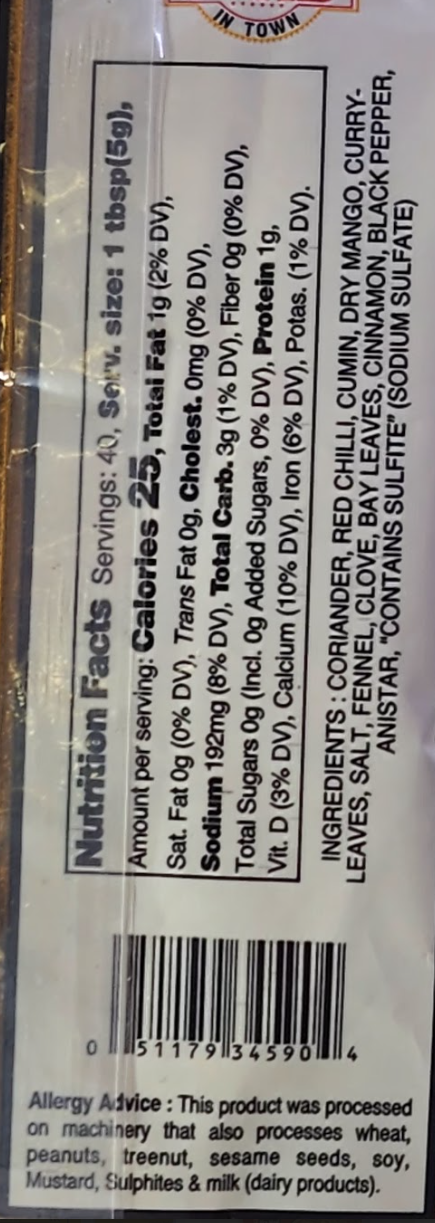 IN TOWN
Nutrition Facts Servings: 40, Serv. size: 1 tbsp(5g),
Amount per serving: Calories 25, Total Fat 1g (2% DV),
Sat. Fat 0g (0% DV), Trans Fat 0g, Cholest. 0mg (0% DV),
Sodium 192mg (8% DV), Total Carb. 3g (1% DV), Fiber 0g (0% DV),
Total Sugars 0g (Incl. 0g Added Sugars, 0% DV), Protein 1g,
Vit. D (3% DV), Calcium (10% DV), Iron (6% DV), Potas. (1% DV).
INGREDIENTS : CORIANDER, RED CHILLI, CUMIN, DRY MANGO, CURRY-
LEAVES, SALT, FENNEL, CLOVE, BAY LEAVES, CINNAMON, BLACK PEPPER,
ANISTAR, "CONTAINS SULFITE" (SODIUM SULFATE)
0 51179 34590 4
Allergy Advice : This product was processed
on machinery that also processes wheat,
peanuts, treenut, sesame seeds, soy,
Mustard, Sulphites & milk (dairy products).